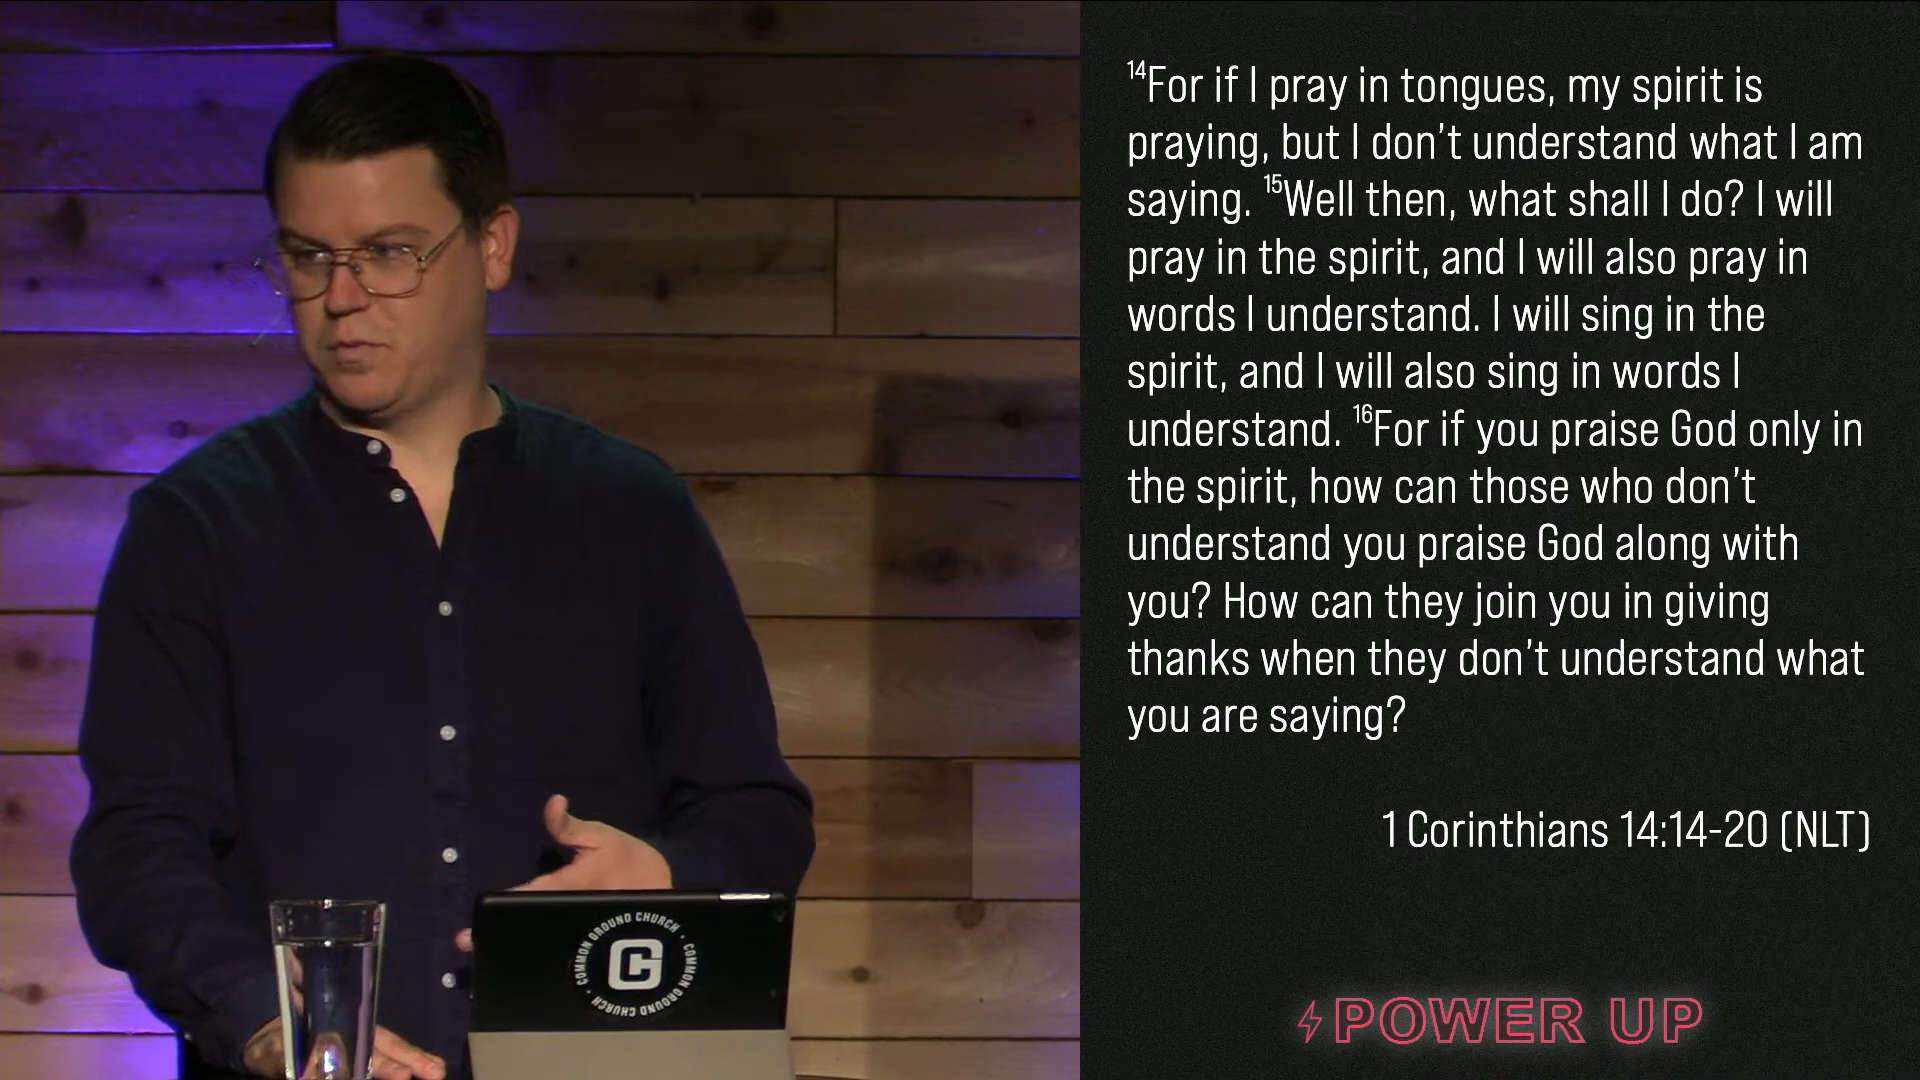 ¹⁴For if I pray in tongues, my spirit is
praying, but I don’t understand what I am
saying. ¹⁵Well then, what shall I do? I will
pray in the spirit, and I will also pray in
words I understand. I will sing in the
spirit, and I will also sing in words I
understand. ¹⁶For if you praise God only in
the spirit, how can those who don’t
understand you praise God along with
you? How can they join you in giving
thanks when they don’t understand what
you are saying?
1 Corinthians 14:14-20 (NLT)
POWER UP
COMMON GROUND CHURCH • COMMON GROUND CHURCH •
G